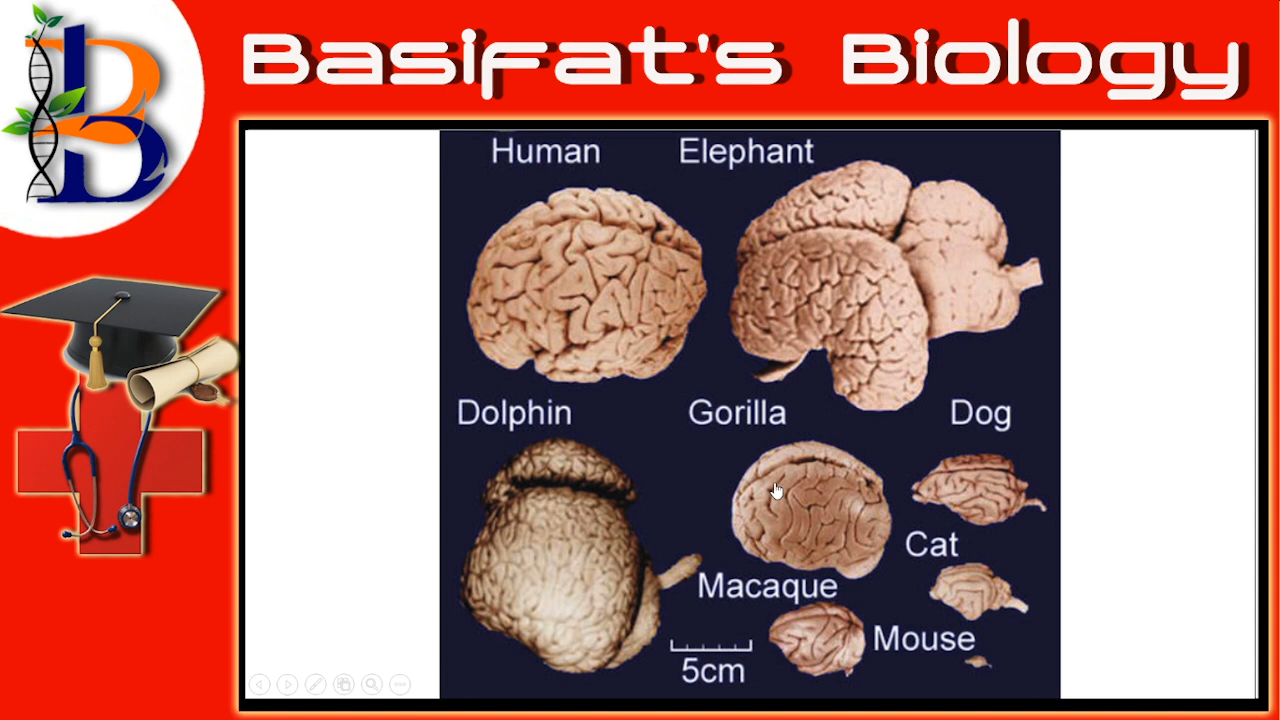 Basifat's Biology
Human Elephant
Dolphin Gorilla Dog
Cat
Macaque
Mouse
5cm
B